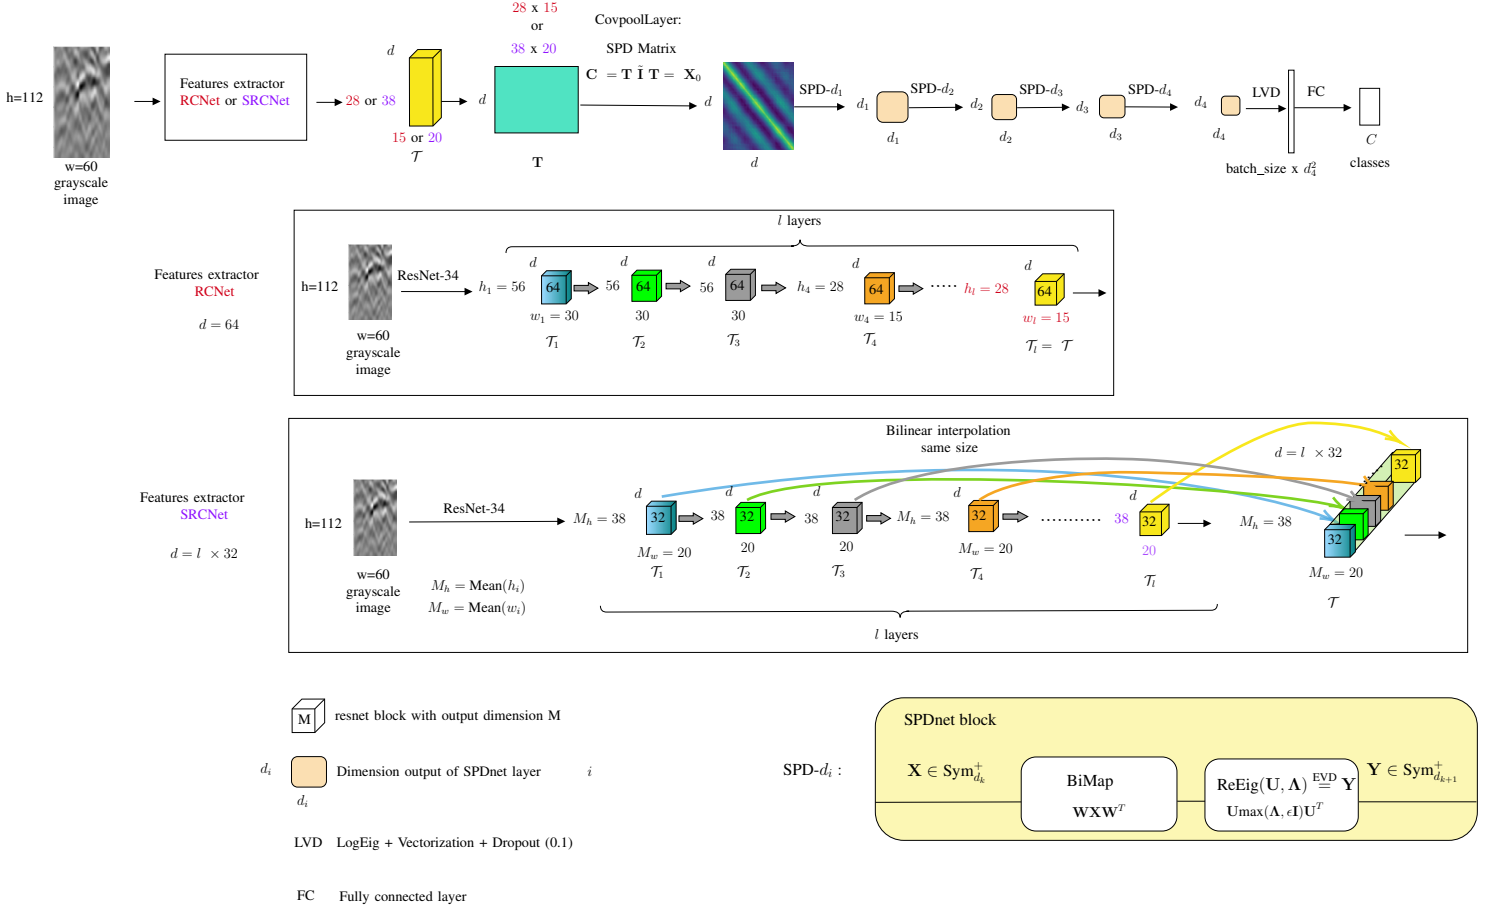 h=112
w=60
grayscale
image
Features extractor
RCNet or SRCNet
28 or 38
d
15 or 20
𝒯
28 x 15
or
38 x 20
d
T
CovpoolLayer:
SPD Matrix
C = T Ĩ T = X₀
d
d
SPD-d₁
d₁
d₁
SPD-d₂
d₂
d₂
SPD-d₃
d₃
d₃
SPD-d₄
d₄
d₄
LVD
batch_size x d₄²
FC
C
classes
Features extractor
RCNet
d = 64
h=112
w=60
grayscale
image
ResNet-34
l layers
h₁ = 56
d
64
w₁ = 30
𝒯₁
56
d
64
30
𝒯₂
56
d
64
30
𝒯₃
h₄ = 28
d
64
w₄ = 15
𝒯₄
......
h_l = 28
d
64
w_l = 15
𝒯_l = 𝒯
Features extractor
SRCNet
d = l × 32
h=112
w=60
grayscale
image
ResNet-34
M_h = Mean(h_i)
M_w = Mean(w_i)
Bilinear interpolation
same size
M_h = 38
d
32
M_w = 20
𝒯₁
38
d
32
20
𝒯₂
38
d
32
20
𝒯₃
M_h = 38
d
32
M_w = 20
𝒯₄
............
38
d
32
20
𝒯_l
l layers
d = l × 32
32
M_h = 38
32
M_w = 20
𝒯
M
resnet block with output dimension M
d_i
d_i
Dimension output of SPDnet layer i
LVD LogEig + Vectorization + Dropout (0.1)
FC Fully connected layer
SPD-d_i :
SPDnet block
X ∈ Sym⁺_{d_k}
BiMap
WXWᵀ
ReEig(U, Λ) EVD = Y
Umax(Λ, εI)Uᵀ
Y ∈ Sym⁺_{d_{k+1}}